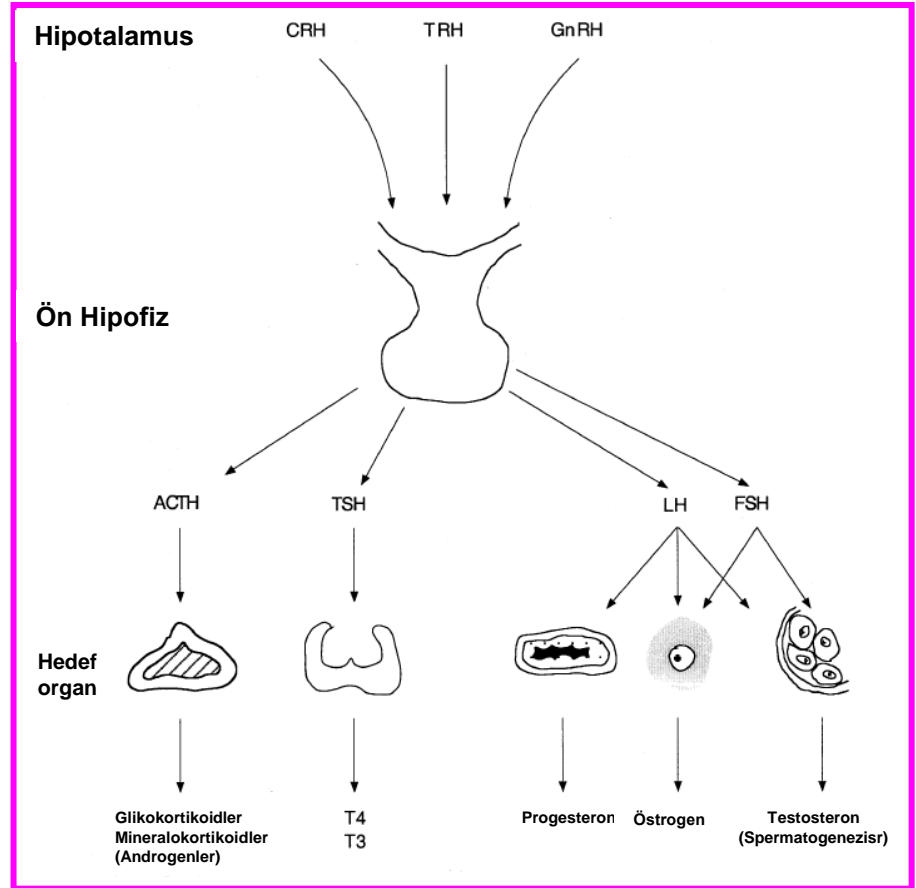 Hipotalamus
CRH
TRH
GnRH
Ön Hipofiz
ACTH
TSH
LH
FSH
Hedef
organ
Glikokortikoidler
Mineralokortikoidler
(Androgenler)
T4
T3
Progesteron
Östrogen
Testosteron
(Spermatogenezisr)